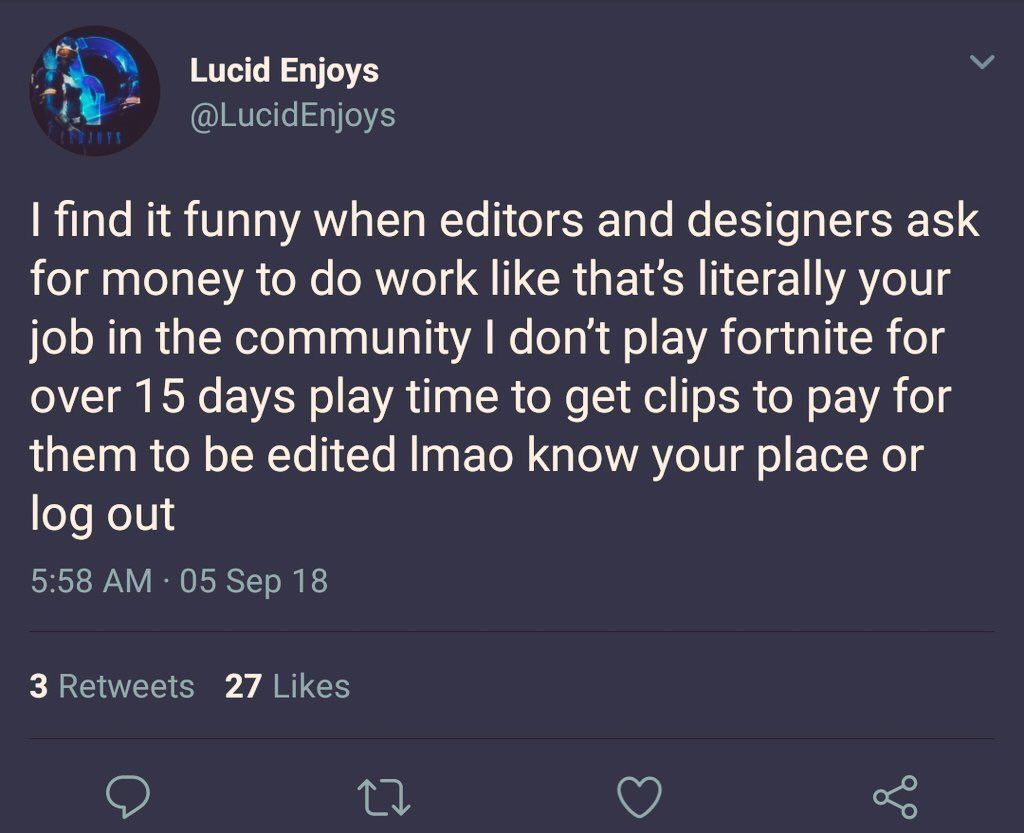 Lucid Enjoys
@LucidEnjoys
I find it funny when editors and designers ask
for money to do work like that's literally your
job in the community I don't play fortnite for
over 15 days play time to get clips to pay for
them to be edited lmao know your place or
log out
5:58 AM · 05 Sep 18
3 Retweets 27 Likes